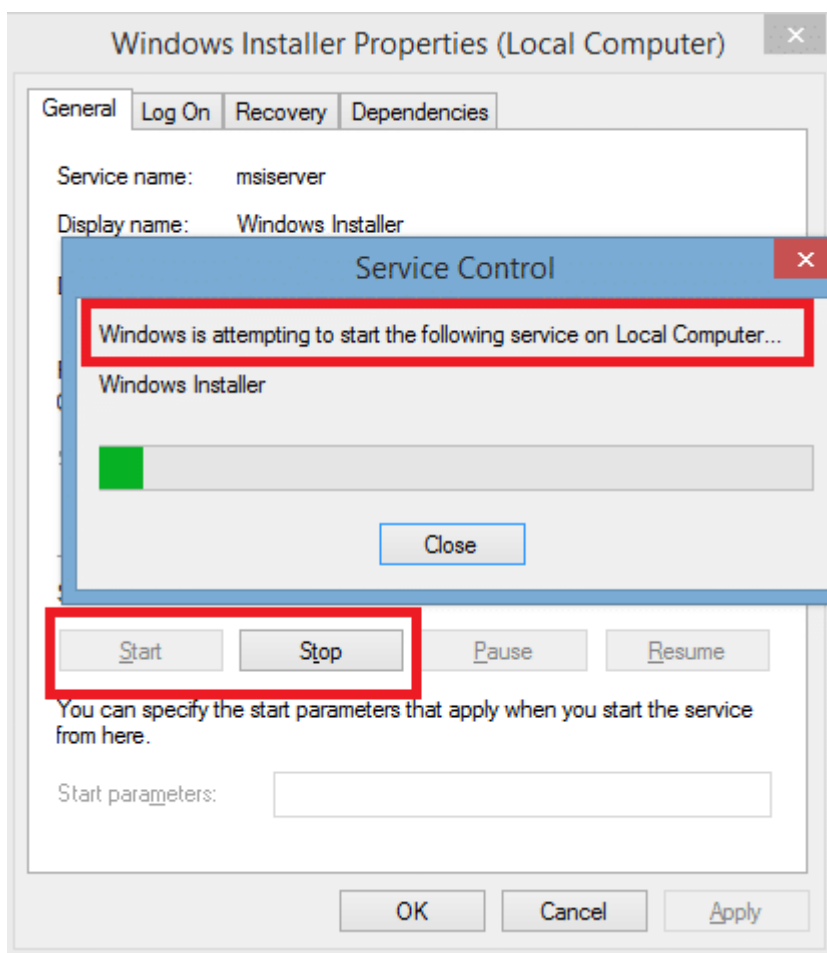 Windows Installer Properties (Local Computer)
General Log On Recovery Dependencies
Service name: msiserver
Display name: Windows Installer
Service Control
Windows is attempting to start the following service on Local Computer...
Windows Installer
Close
Start Stop Pause Resume
You can specify the start parameters that apply when you start the service
from here.
Start parameters:
OK Cancel Apply